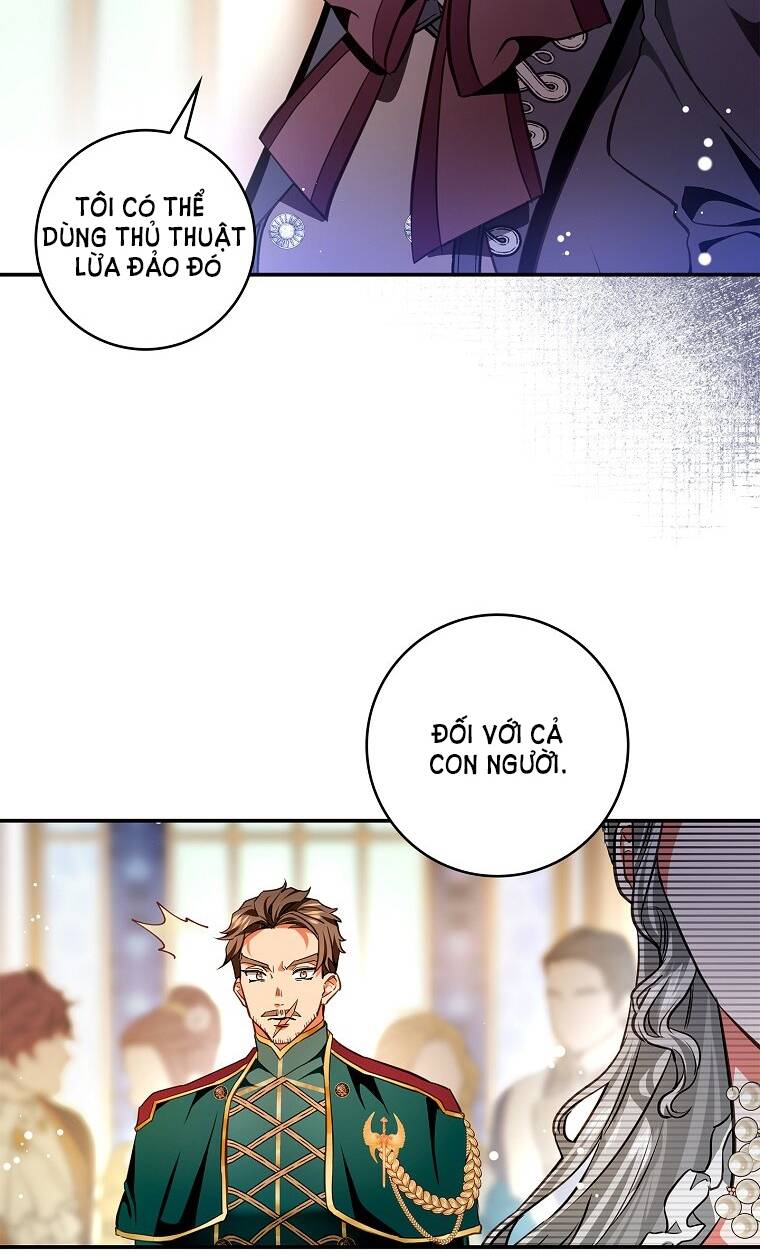 TÔI CÓ THỂ
DÙNG THỦ THUẬT
LỪA ĐẢO ĐÓ
ĐỐI VỚI CẢ
CON NGƯỜI.